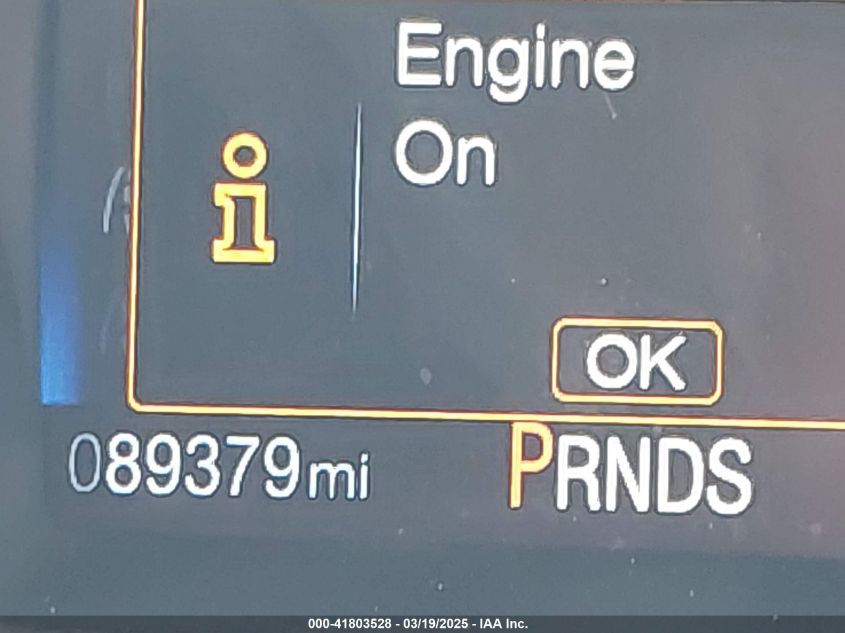 Engine
On
i
OK
089379mi
PRNDS
000-41803528 - 03/19/2025 - IAA Inc.